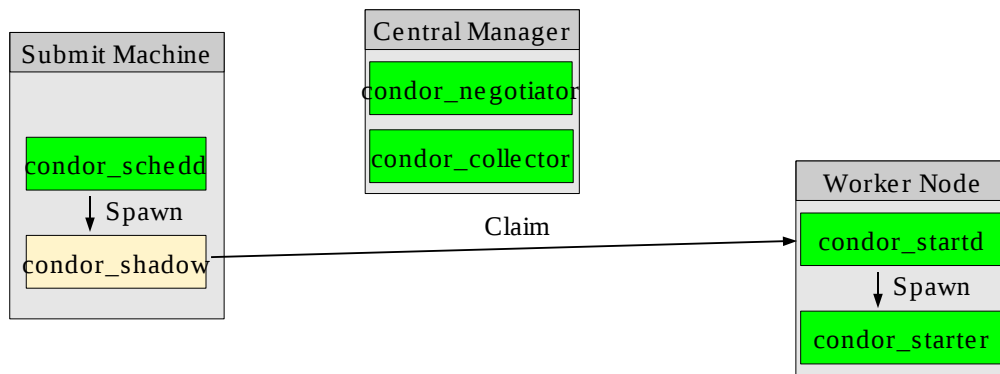 Submit Machine
condor_schedd
Spawn
condor_shadow
Central Manager
condor_negotiator
condor_collector
Claim
Worker Node
condor_startd
Spawn
condor_starter